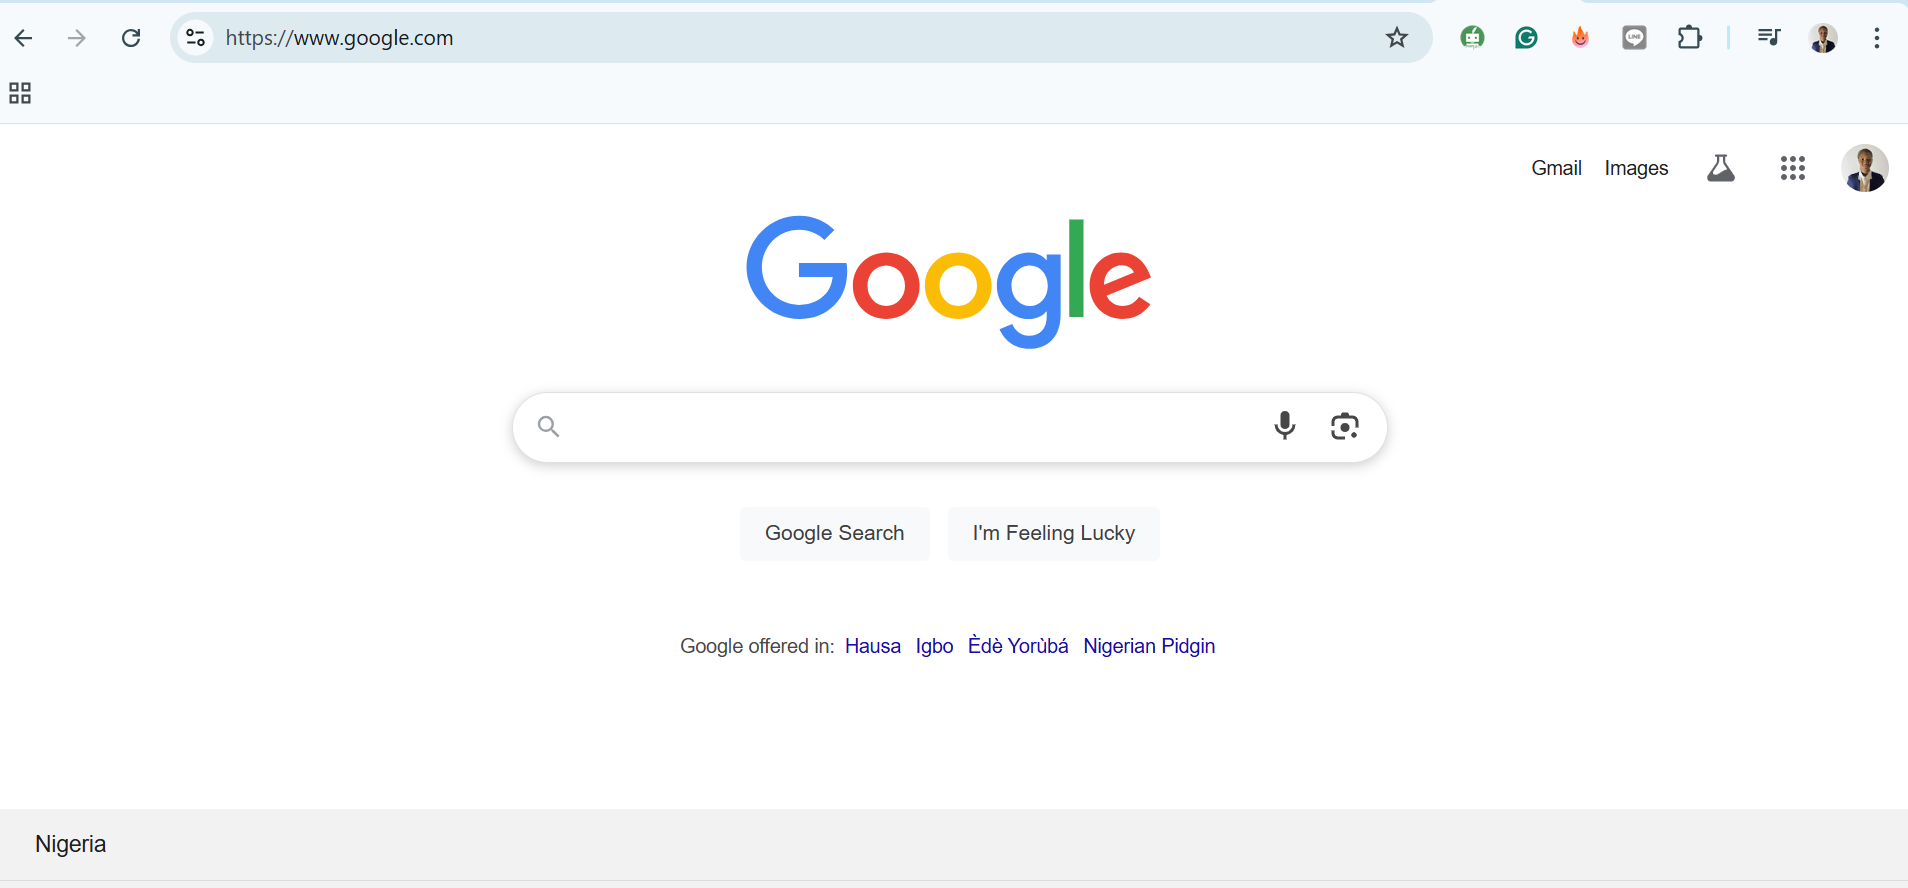 https://www.google.com
LINE
Gmail Images
Google
Google Search I'm Feeling Lucky
Google offered in: Hausa Igbo Èdè Yorùbá Nigerian Pidgin
Nigeria